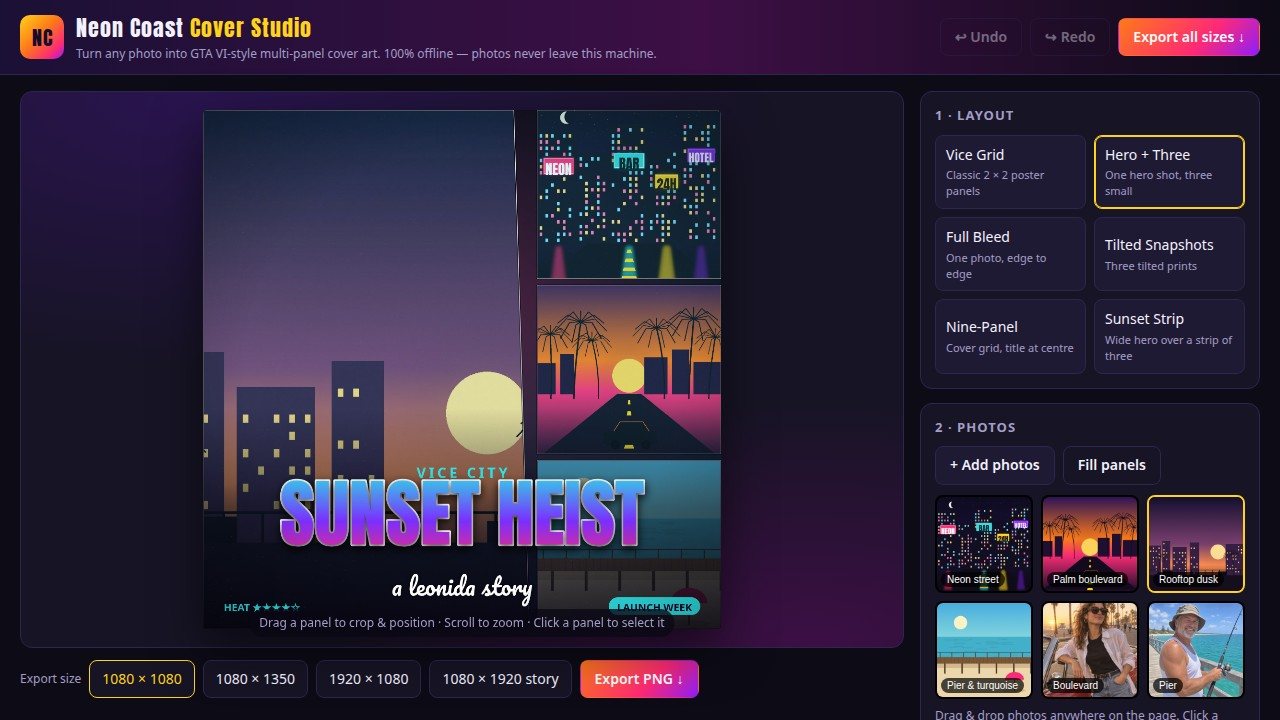 NC
Neon Coast Cover Studio
Turn any photo into GTA VI-style multi-panel cover art. 100% offline — photos never leave this machine.
↩ Undo
↪ Redo
Export all sizes ↓
NEON
BAR
24H
HOTEL
VICE CITY
SUNSET HEIST
a leonida story
HEAT ★★★★☆
LAUNCH WEEK
Drag a panel to crop & position · Scroll to zoom · Click a panel to select it
Export size
1080 × 1080
1080 × 1350
1920 × 1080
1080 × 1920 story
Export PNG ↓
1 · LAYOUT
Vice Grid
Classic 2 × 2 poster
panels
Hero + Three
One hero shot, three
small
Full Bleed
One photo, edge to
edge
Tilted Snapshots
Three tilted prints
Nine-Panel
Cover grid, title at centre
Sunset Strip
Wide hero over a strip of
three
2 · PHOTOS
+ Add photos
Fill panels
NEON
BAR
HOTEL
Neon street
Palm boulevard
Rooftop dusk
Pier & turquoise
Boulevard
Pier
Drag & drop photos anywhere on the page. Click a